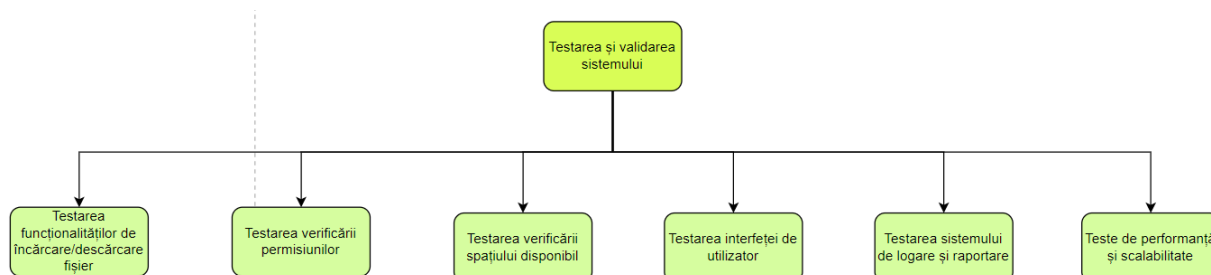 Testarea și validarea
sistemului
Testarea
funcționalităților de
încărcare/descărcare
fișier
Testarea verificării
permisiunilor
Testarea verificării
spațiului disponibil
Testarea interfeței de
utilizator
Testarea sistemului
de logare și raportare
Teste de performanță
și scalabilitate